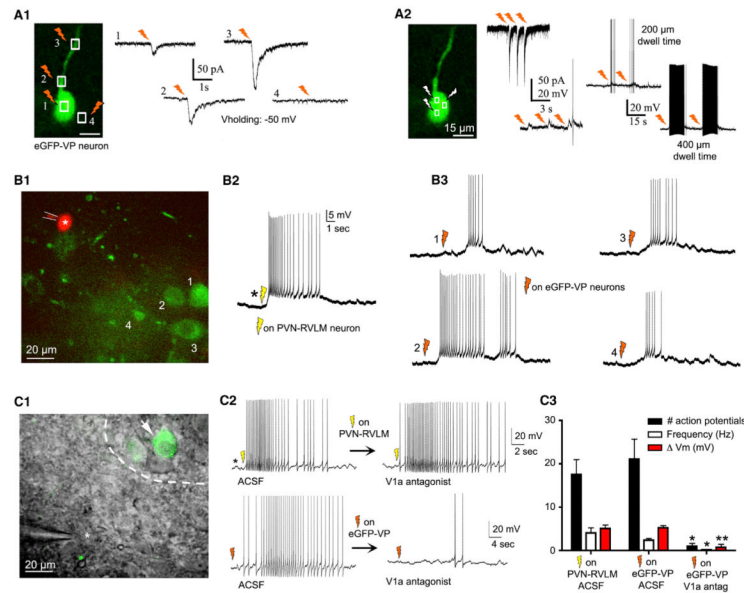 A1
3
2
1
4
eGFP-VP neuron
1
3
50 pA
1s
2
4
Vholding: -50 mV
A2
15 µm
50 pA
20 mV
3 s
200 µm
dwell time
20 mV
15 s
400 µm
dwell time
B1
*
1
2
4
3
20 µm
B2
5 mV
1 sec
*
on PVN-RVLM neuron
B3
1
3
on eGFP-VP neurons
2
4
C1
*
20 µm
C2
on
PVN-RVLM
20 mV
2 sec
*
ACSF
V1a antagonist
on
eGFP-VP
20 mV
4 sec
ACSF
V1a antagonist
C3
30
20
10
0
# action potentials
Frequency (Hz)
Δ Vm (mV)
* * **
on
PVN-RVLM
ACSF
on
eGFP-VP
ACSF
on
eGFP-VP
V1a antag